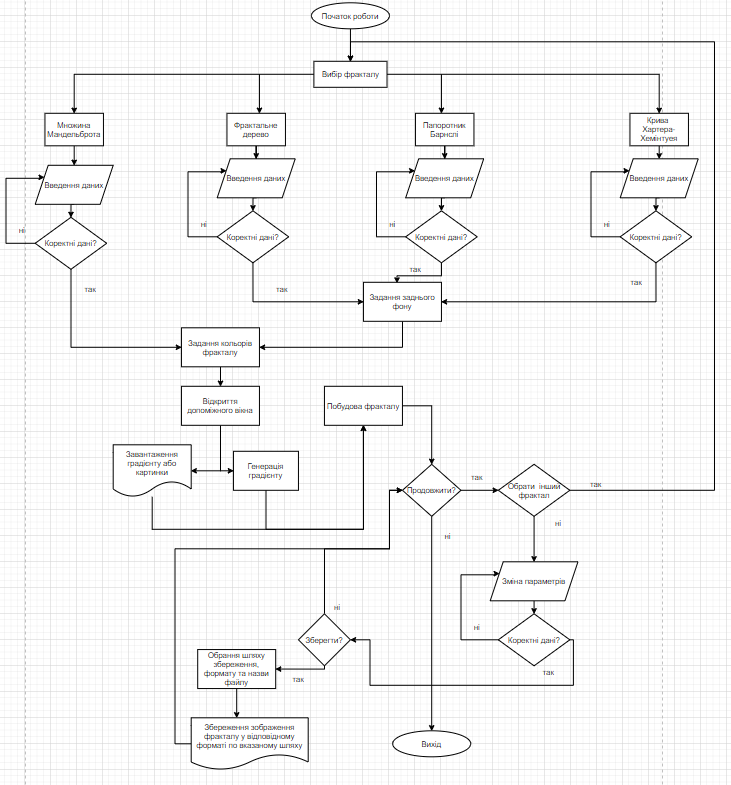 Початок роботи
Вибір фракталу
Множина
Мандельброта
Фрактальне
дерево
Папоротник
Барнслі
Крива
Хартера-
Хемінтуея
Введення даних
Введення даних
Введення даних
Введення даних
ні
ні
ні
ні
Коректні дані?
Коректні дані?
Коректні дані?
Коректні дані?
так
так
так
так
Задання заднього
фону
Задання кольорів
фракталу
Відкриття
допоміжного вікна
Побудова фракталу
Завантаження
градієнту або
картинки
Генерація
градієнту
Продовжити?
так
Обрати інший
фрактал
так
ні
ні
Зміна параметрів
ні
Коректні дані?
так
ні
Зберегти?
так
Обрання шляху
збереження,
формату та назви
файлу
Збереження зображення
фракталу у відповідному
форматі по вказаному шляху
Вихід